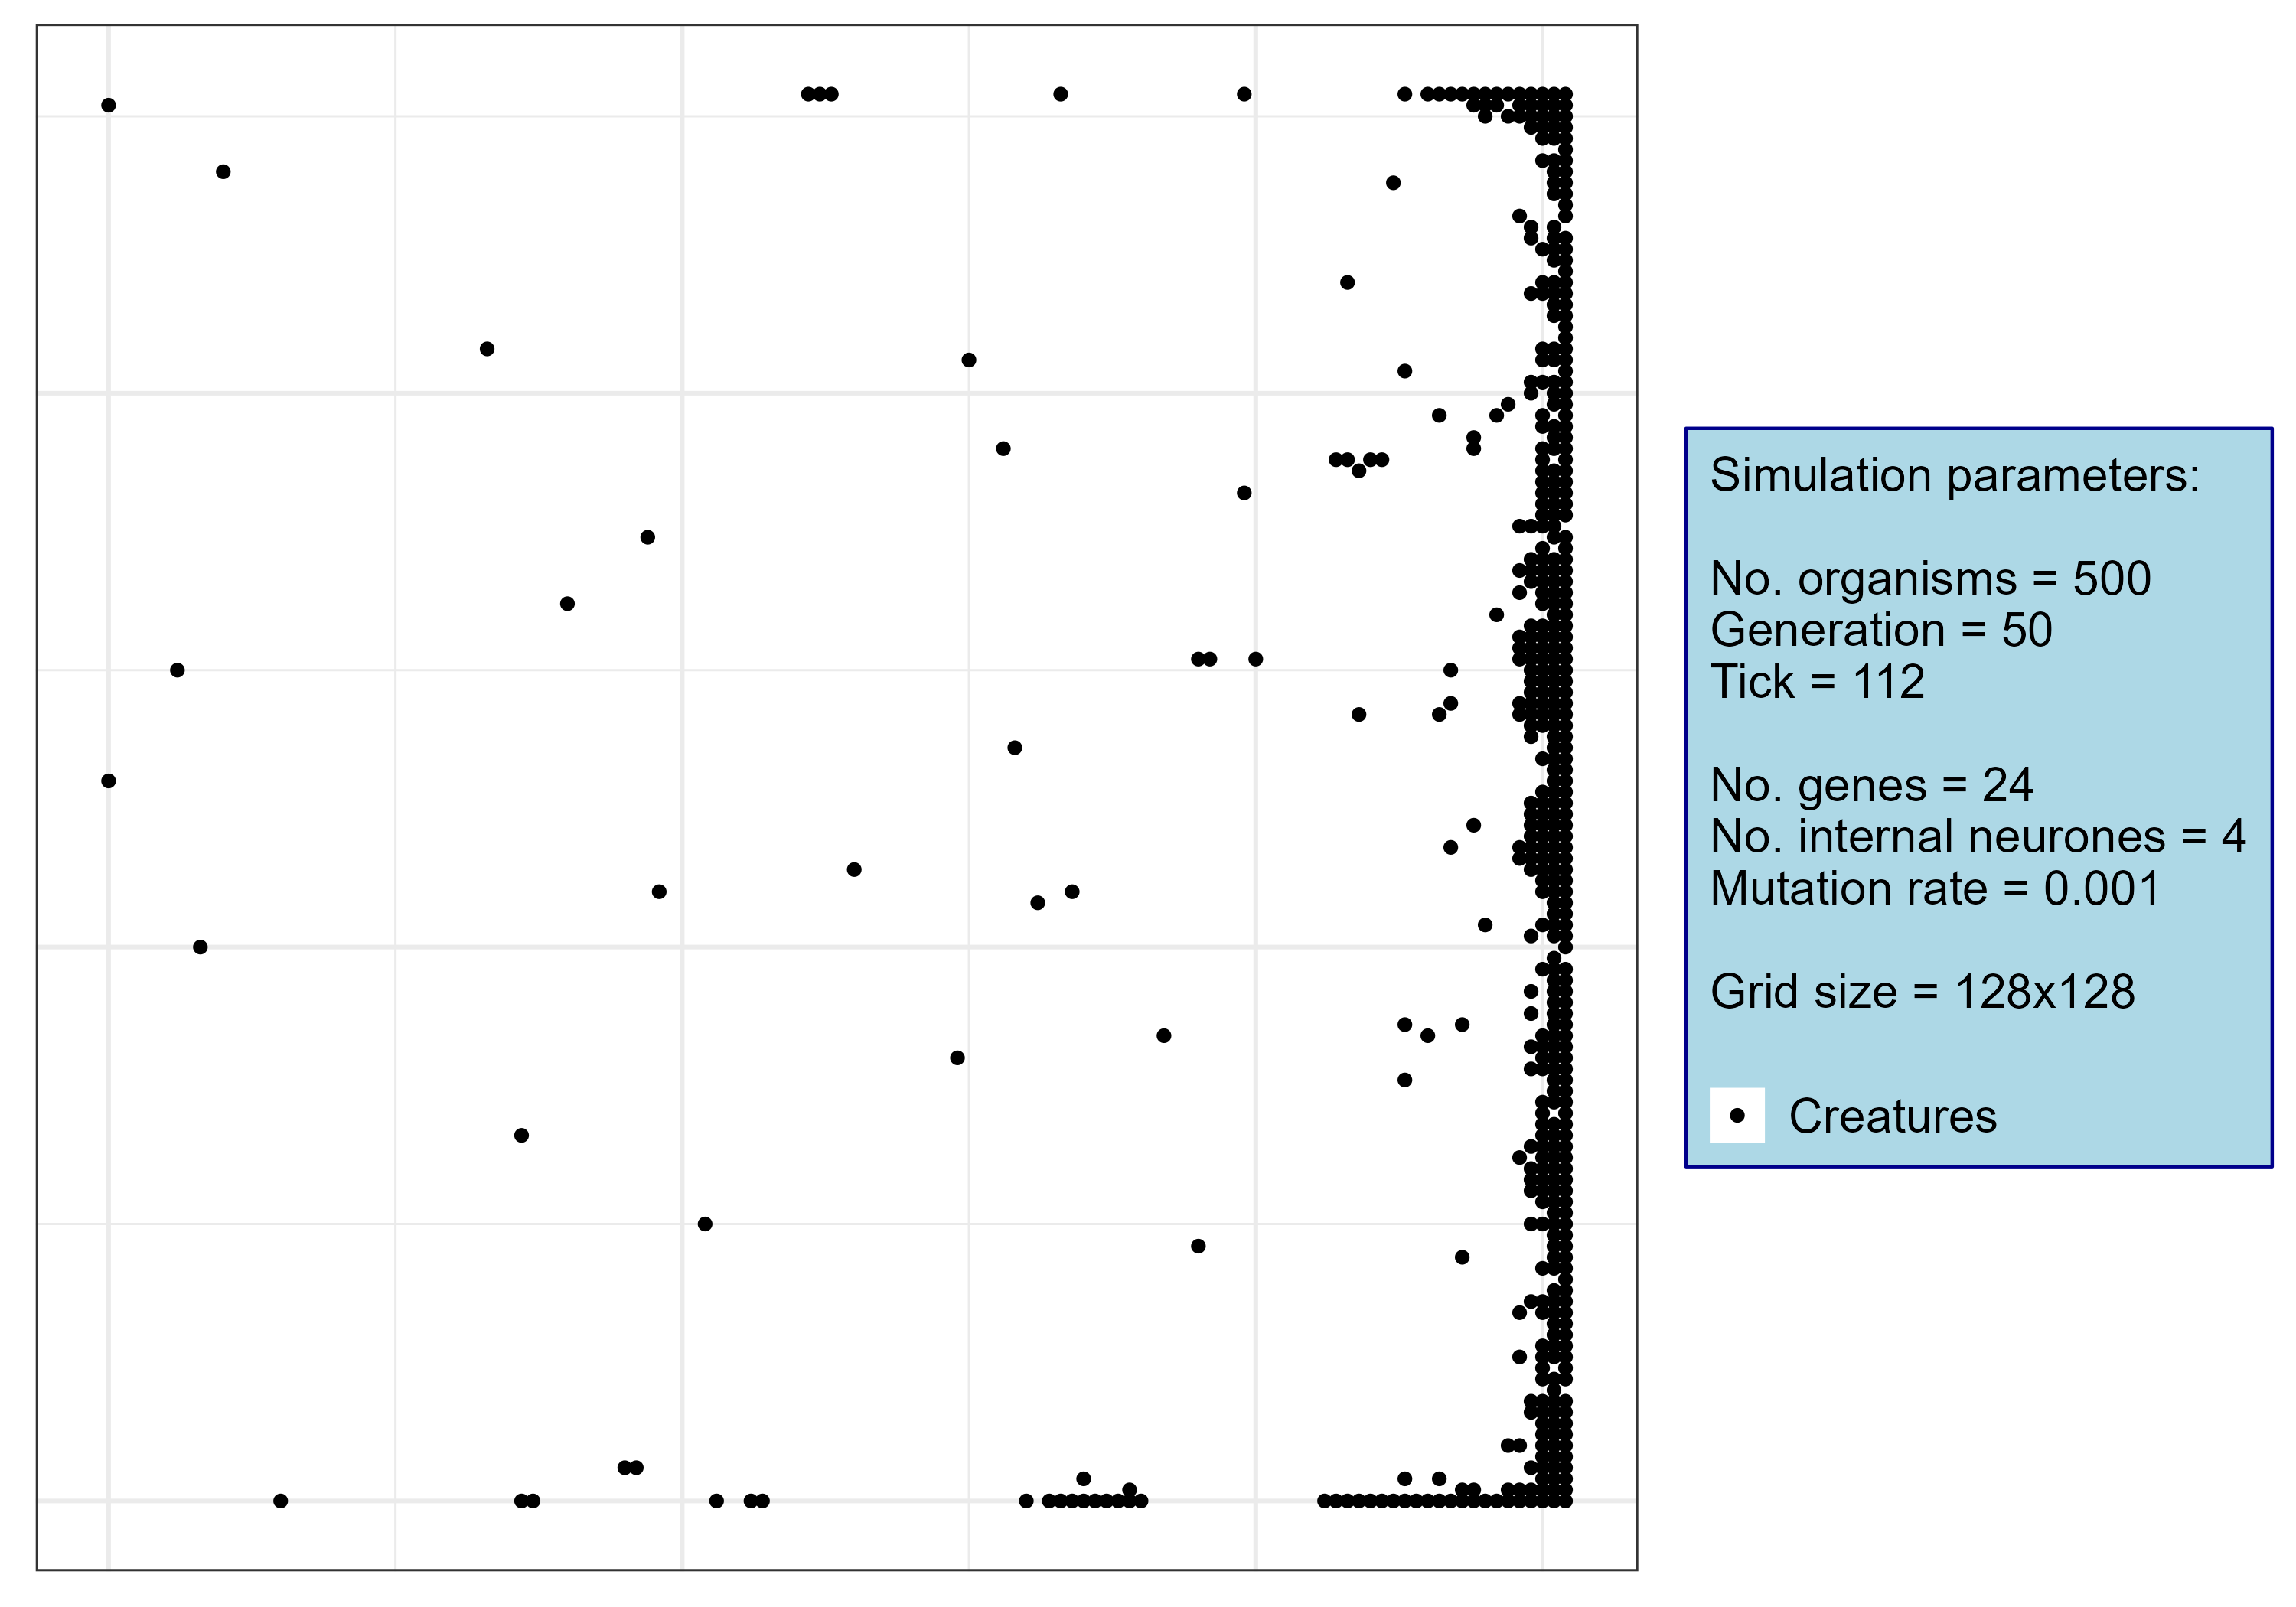 Simulation parameters:
No. organisms = 500
Generation = 50
Tick = 112
No. genes = 24
No. internal neurones = 4
Mutation rate = 0.001
Grid size = 128x128
Creatures